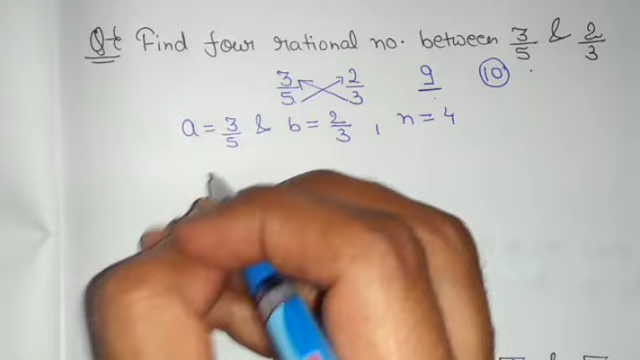 Q-6 Find four rational no. between 3/5 & 2/3
3/5 2/3 9 10
a = 3/5 & b = 2/3 , n = 4